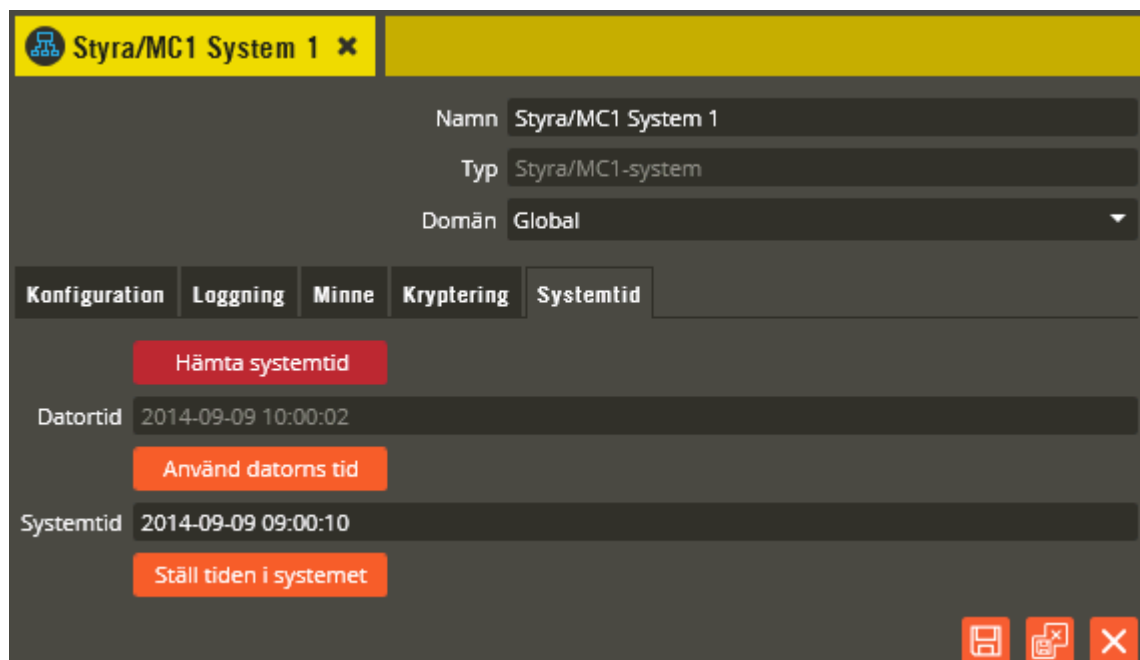 Styra/MC1 System 1
Namn Styra/MC1 System 1
Typ Styra/MC1-system
Domän Global
Konfiguration Loggning Minne Kryptering Systemtid
Hämta systemtid
Datortid 2014-09-09 10:00:02
Använd datorns tid
Systemtid 2014-09-09 09:00:10
Ställ tiden i systemet